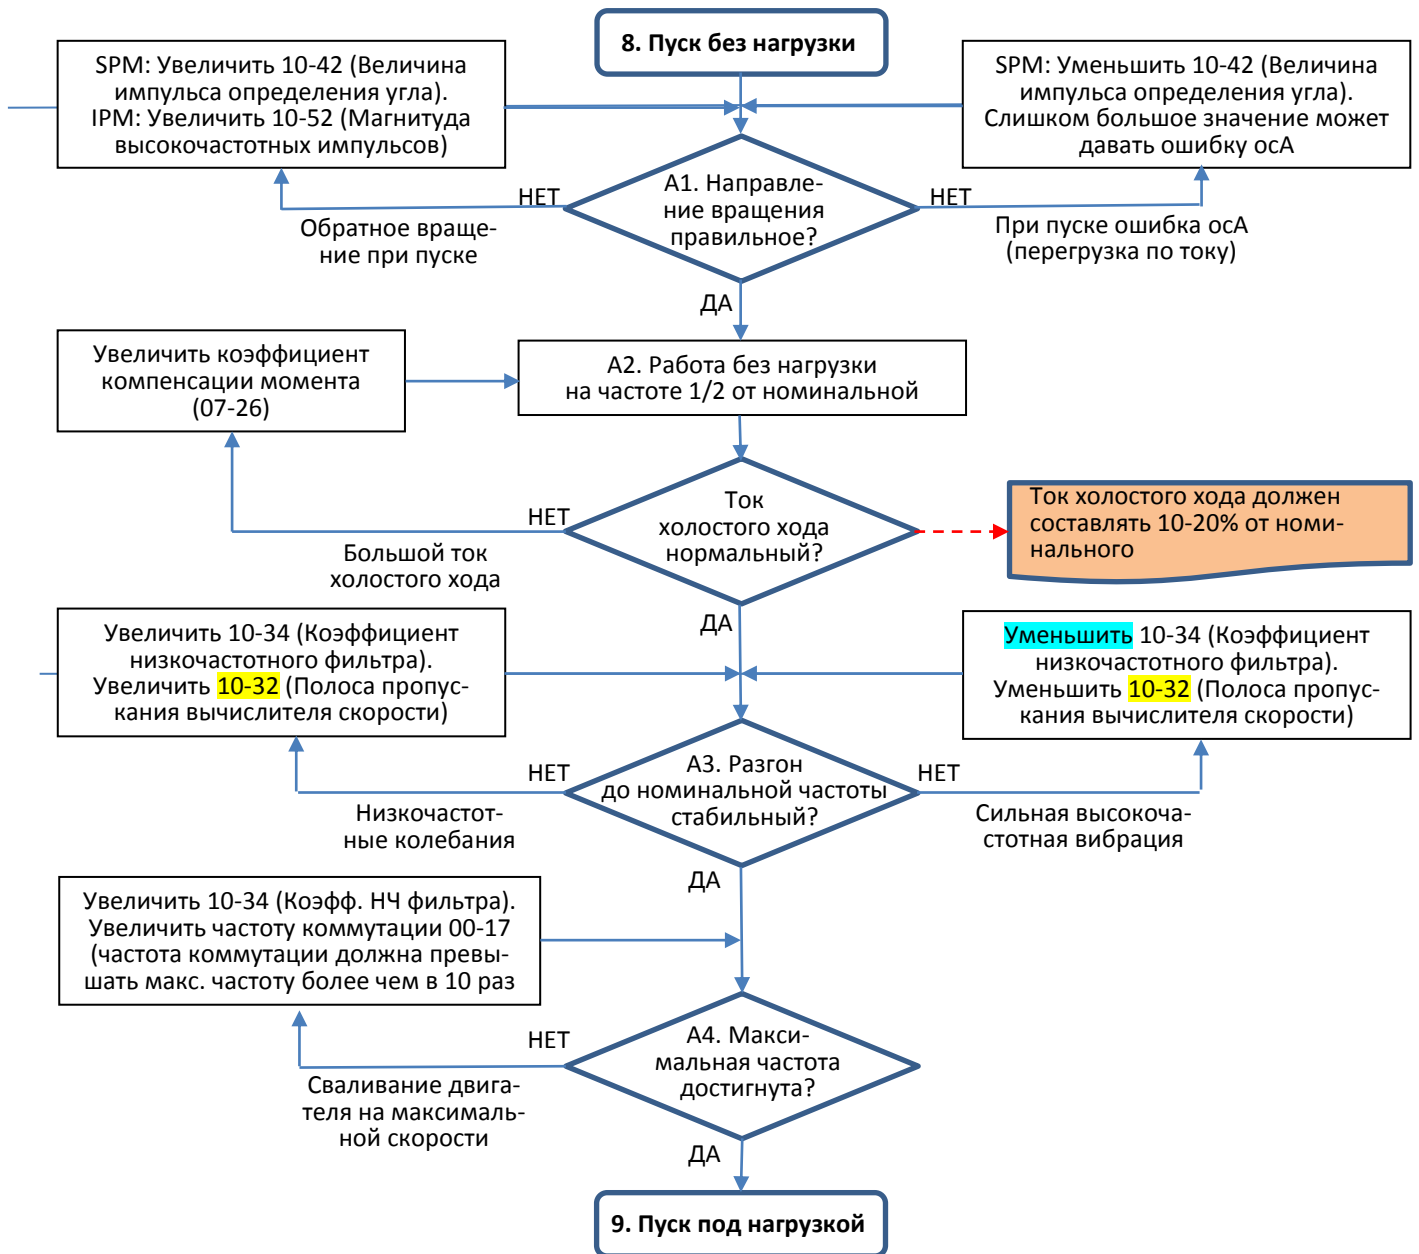 8. Пуск без нагрузки
SPM: Увеличить 10-42 (Величина
импульса определения угла).
IPM: Увеличить 10-52 (Магнитуда
высокочастотных импульсов)
SPM: Уменьшить 10-42 (Величина
импульса определения угла).
Слишком большое значение может
давать ошибку ocA
А1. Направле-
ние вращения
правильное?
НЕТ
НЕТ
Обратное враще-
ние при пуске
При пуске ошибка ocA
(перегрузка по току)
ДА
Увеличить коэффициент
компенсации момента
(07-26)
А2. Работа без нагрузки
на частоте 1/2 от номинальной
Ток
холостого хода
нормальный?
НЕТ
Большой ток
холостого хода
Ток холостого хода должен
составлять 10-20% от номи-
нального
ДА
Увеличить 10-34 (Коэффициент
низкочастотного фильтра).
Увеличить 10-32 (Полоса пропус-
кания вычислителя скорости)
Уменьшить 10-34 (Коэффициент
низкочастотного фильтра).
Уменьшить 10-32 (Полоса пропус-
кания вычислителя скорости)
А3. Разгон
до номинальной частоты
стабильный?
НЕТ
НЕТ
Низкочастот-
ные колебания
Сильная высокоча-
стотная вибрация
ДА
Увеличить 10-34 (Коэфф. НЧ фильтра).
Увеличить частоту коммутации 00-17
(частота коммутации должна превы-
шать макс. частоту более чем в 10 раз
А4. Макси-
мальная частота
достигнута?
НЕТ
Сваливание двига-
теля на максималь-
ной скорости
ДА
9. Пуск под нагрузкой